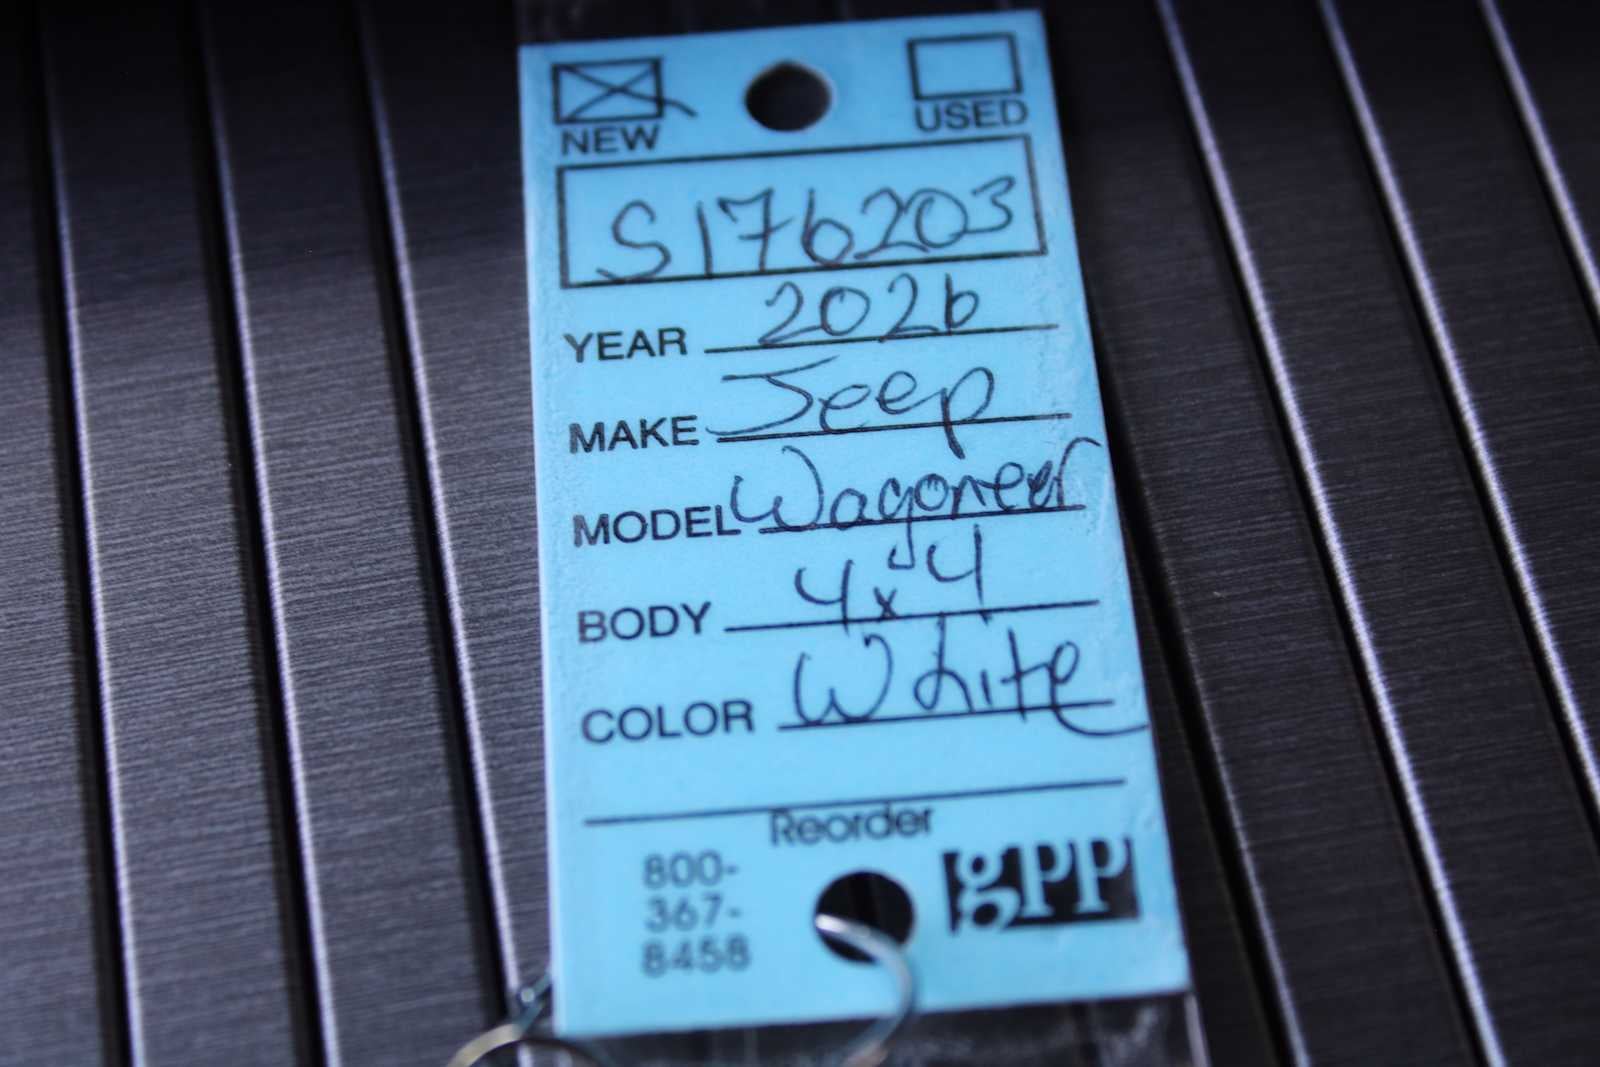 NEW USED
S176203
YEAR 2026
MAKE Jeep
MODEL Wagoneer
BODY 4x4
COLOR White
Reorder
800-
367-
8458
gpp